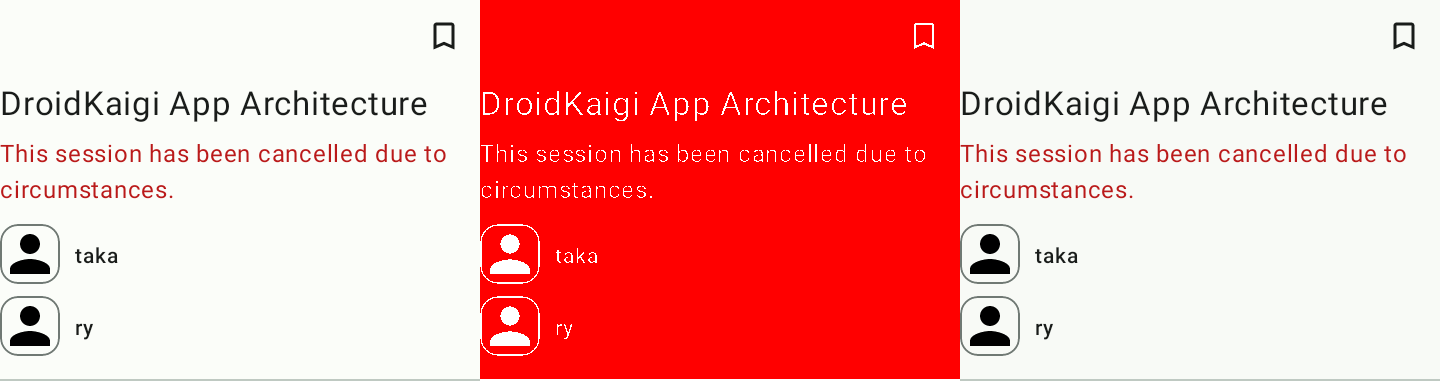 DroidKaigi App Architecture
This session has been cancelled due to
circumstances.
taka
ry
DroidKaigi App Architecture
This session has been cancelled due to
circumstances.
taka
ry
DroidKaigi App Architecture
This session has been cancelled due to
circumstances.
taka
ry